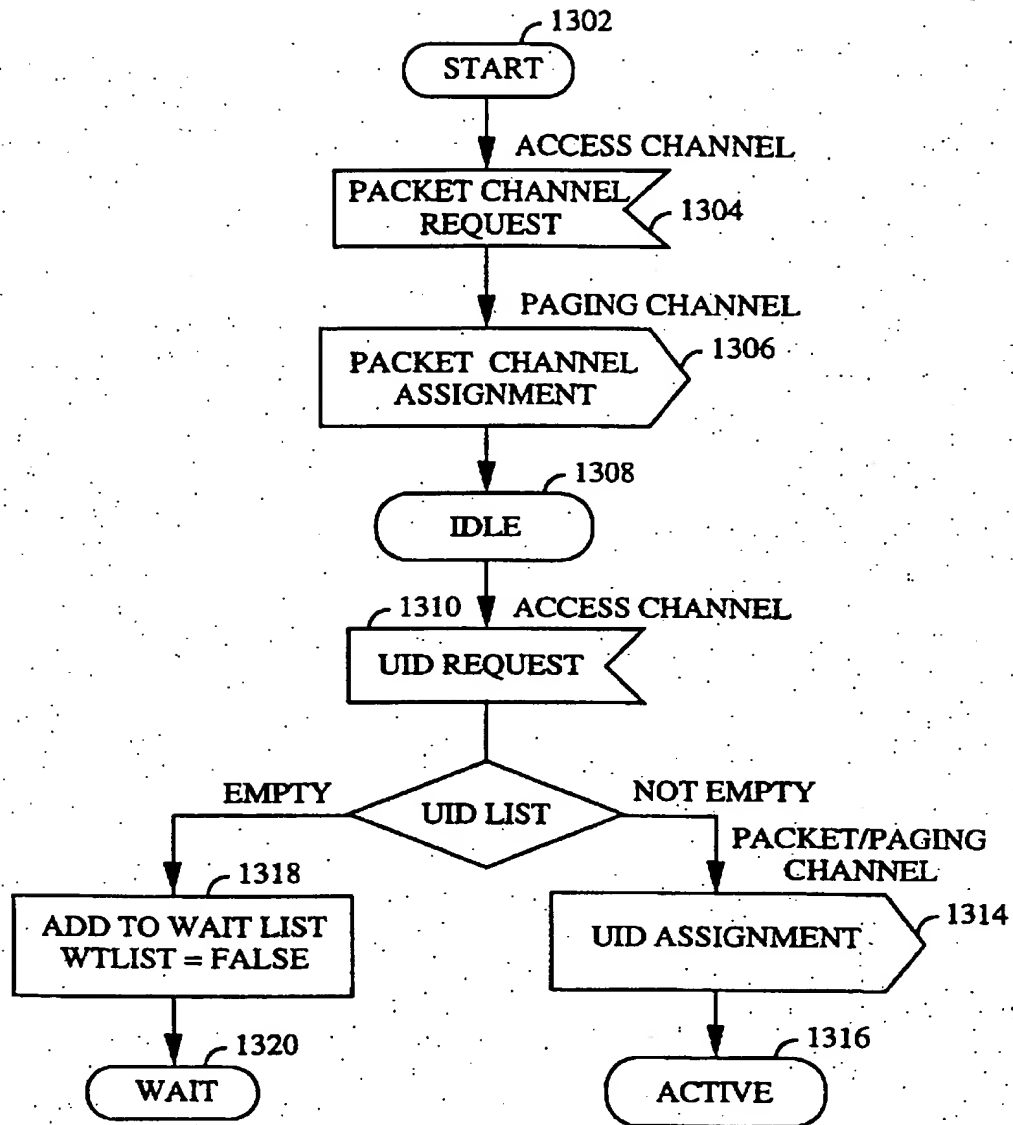 1302
START
ACCESS CHANNEL
PACKET CHANNEL
REQUEST
1304
PAGING CHANNEL
PACKET CHANNEL
ASSIGNMENT
1306
1308
IDLE
1310
ACCESS CHANNEL
UID REQUEST
EMPTY
UID LIST
NOT EMPTY
PACKET/PAGING
CHANNEL
1318
ADD TO WAIT LIST
WTLIST = FALSE
UID ASSIGNMENT
1314
1320
WAIT
1316
ACTIVE